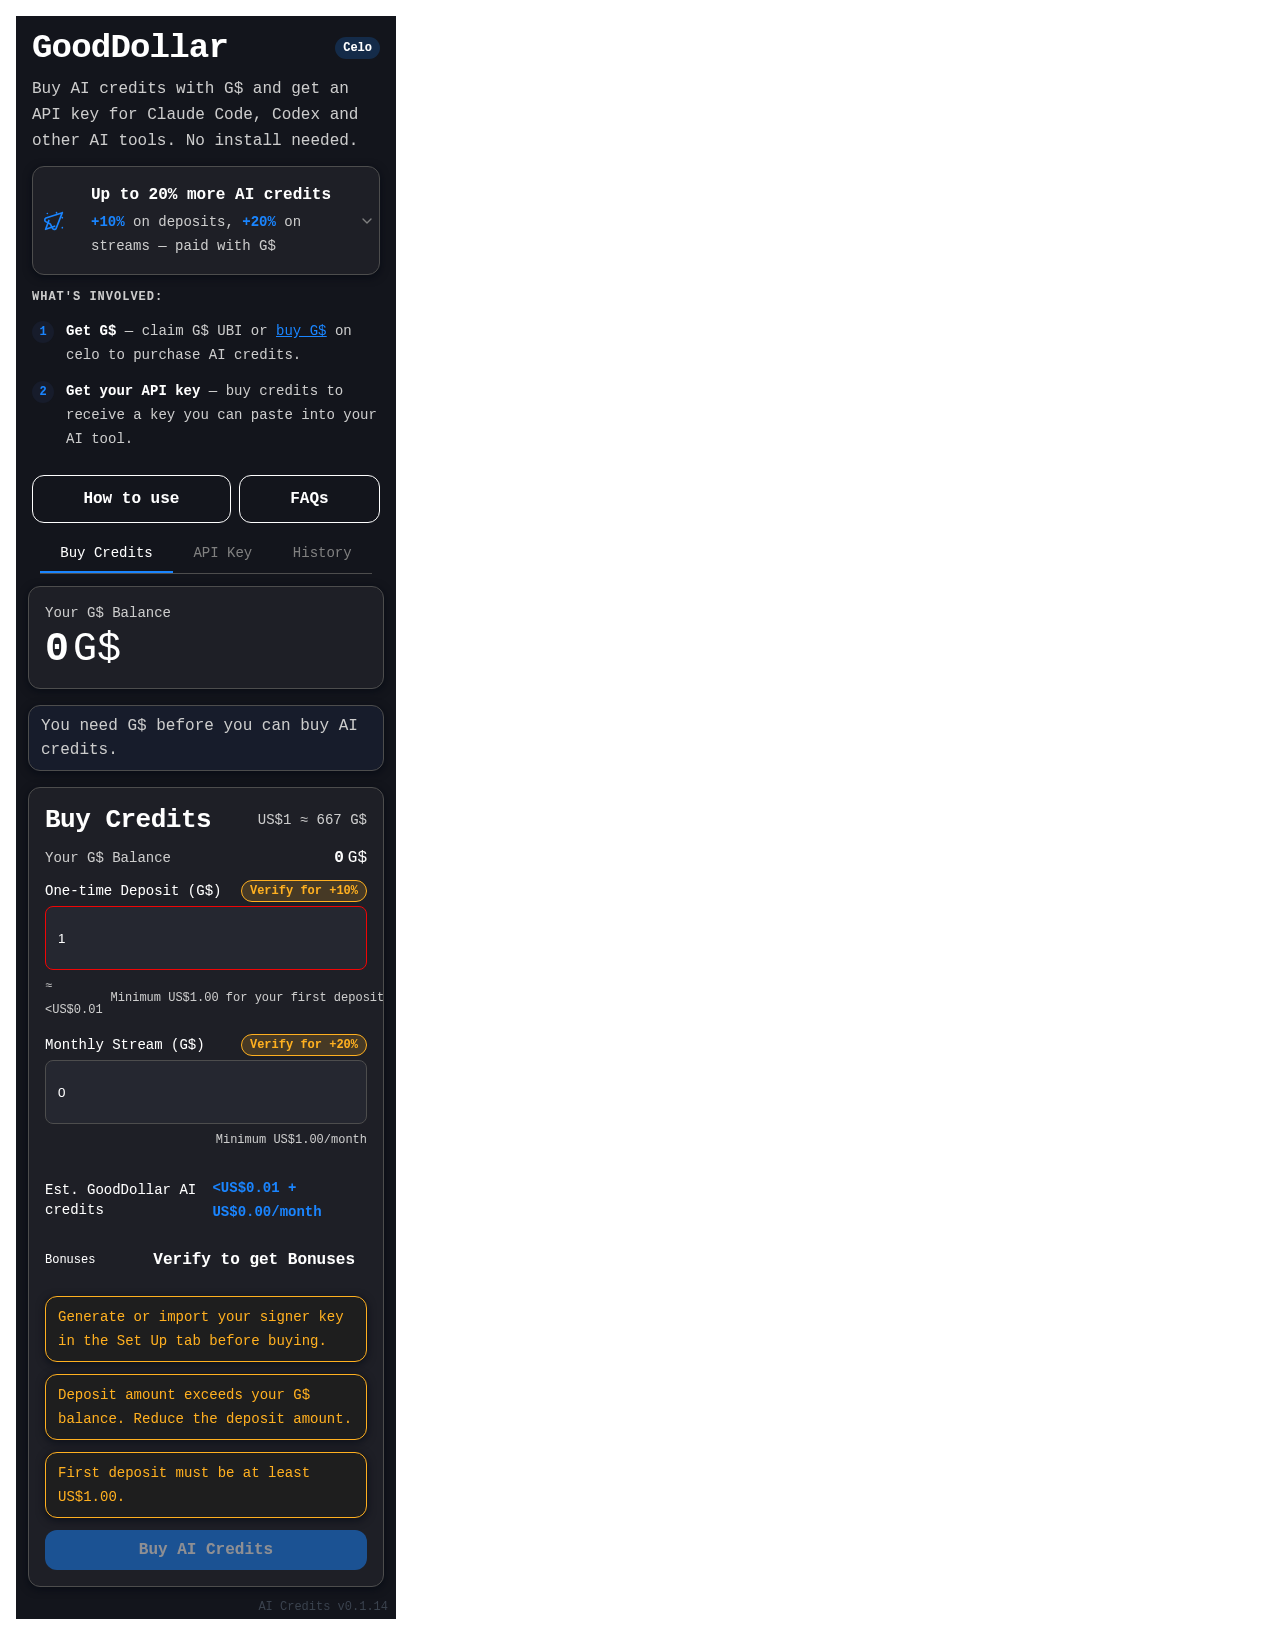 GoodDollar
Celo
Buy AI credits with G$ and get an
API key for Claude Code, Codex and
other AI tools. No install needed.
Up to 20% more AI credits
+10% on deposits, +20% on
streams — paid with G$
WHAT'S INVOLVED:
1 Get G$ — claim G$ UBI or buy G$ on
celo to purchase AI credits.
2 Get your API key — buy credits to
receive a key you can paste into your
AI tool.
How to use FAQs
Buy Credits API Key History
Your G$ Balance
0 G$
You need G$ before you can buy AI
credits.
Buy Credits US$1 ≈ 667 G$
Your G$ Balance 0 G$
One-time Deposit (G$) Verify for +10%
1
≈
<US$0.01 Minimum US$1.00 for your first deposit
Monthly Stream (G$) Verify for +20%
0
Minimum US$1.00/month
Est. GoodDollar AI
credits
<US$0.01 +
US$0.00/month
Bonuses Verify to get Bonuses
Generate or import your signer key
in the Set Up tab before buying.
Deposit amount exceeds your G$
balance. Reduce the deposit amount.
First deposit must be at least
US$1.00.
Buy AI Credits
AI Credits v0.1.14